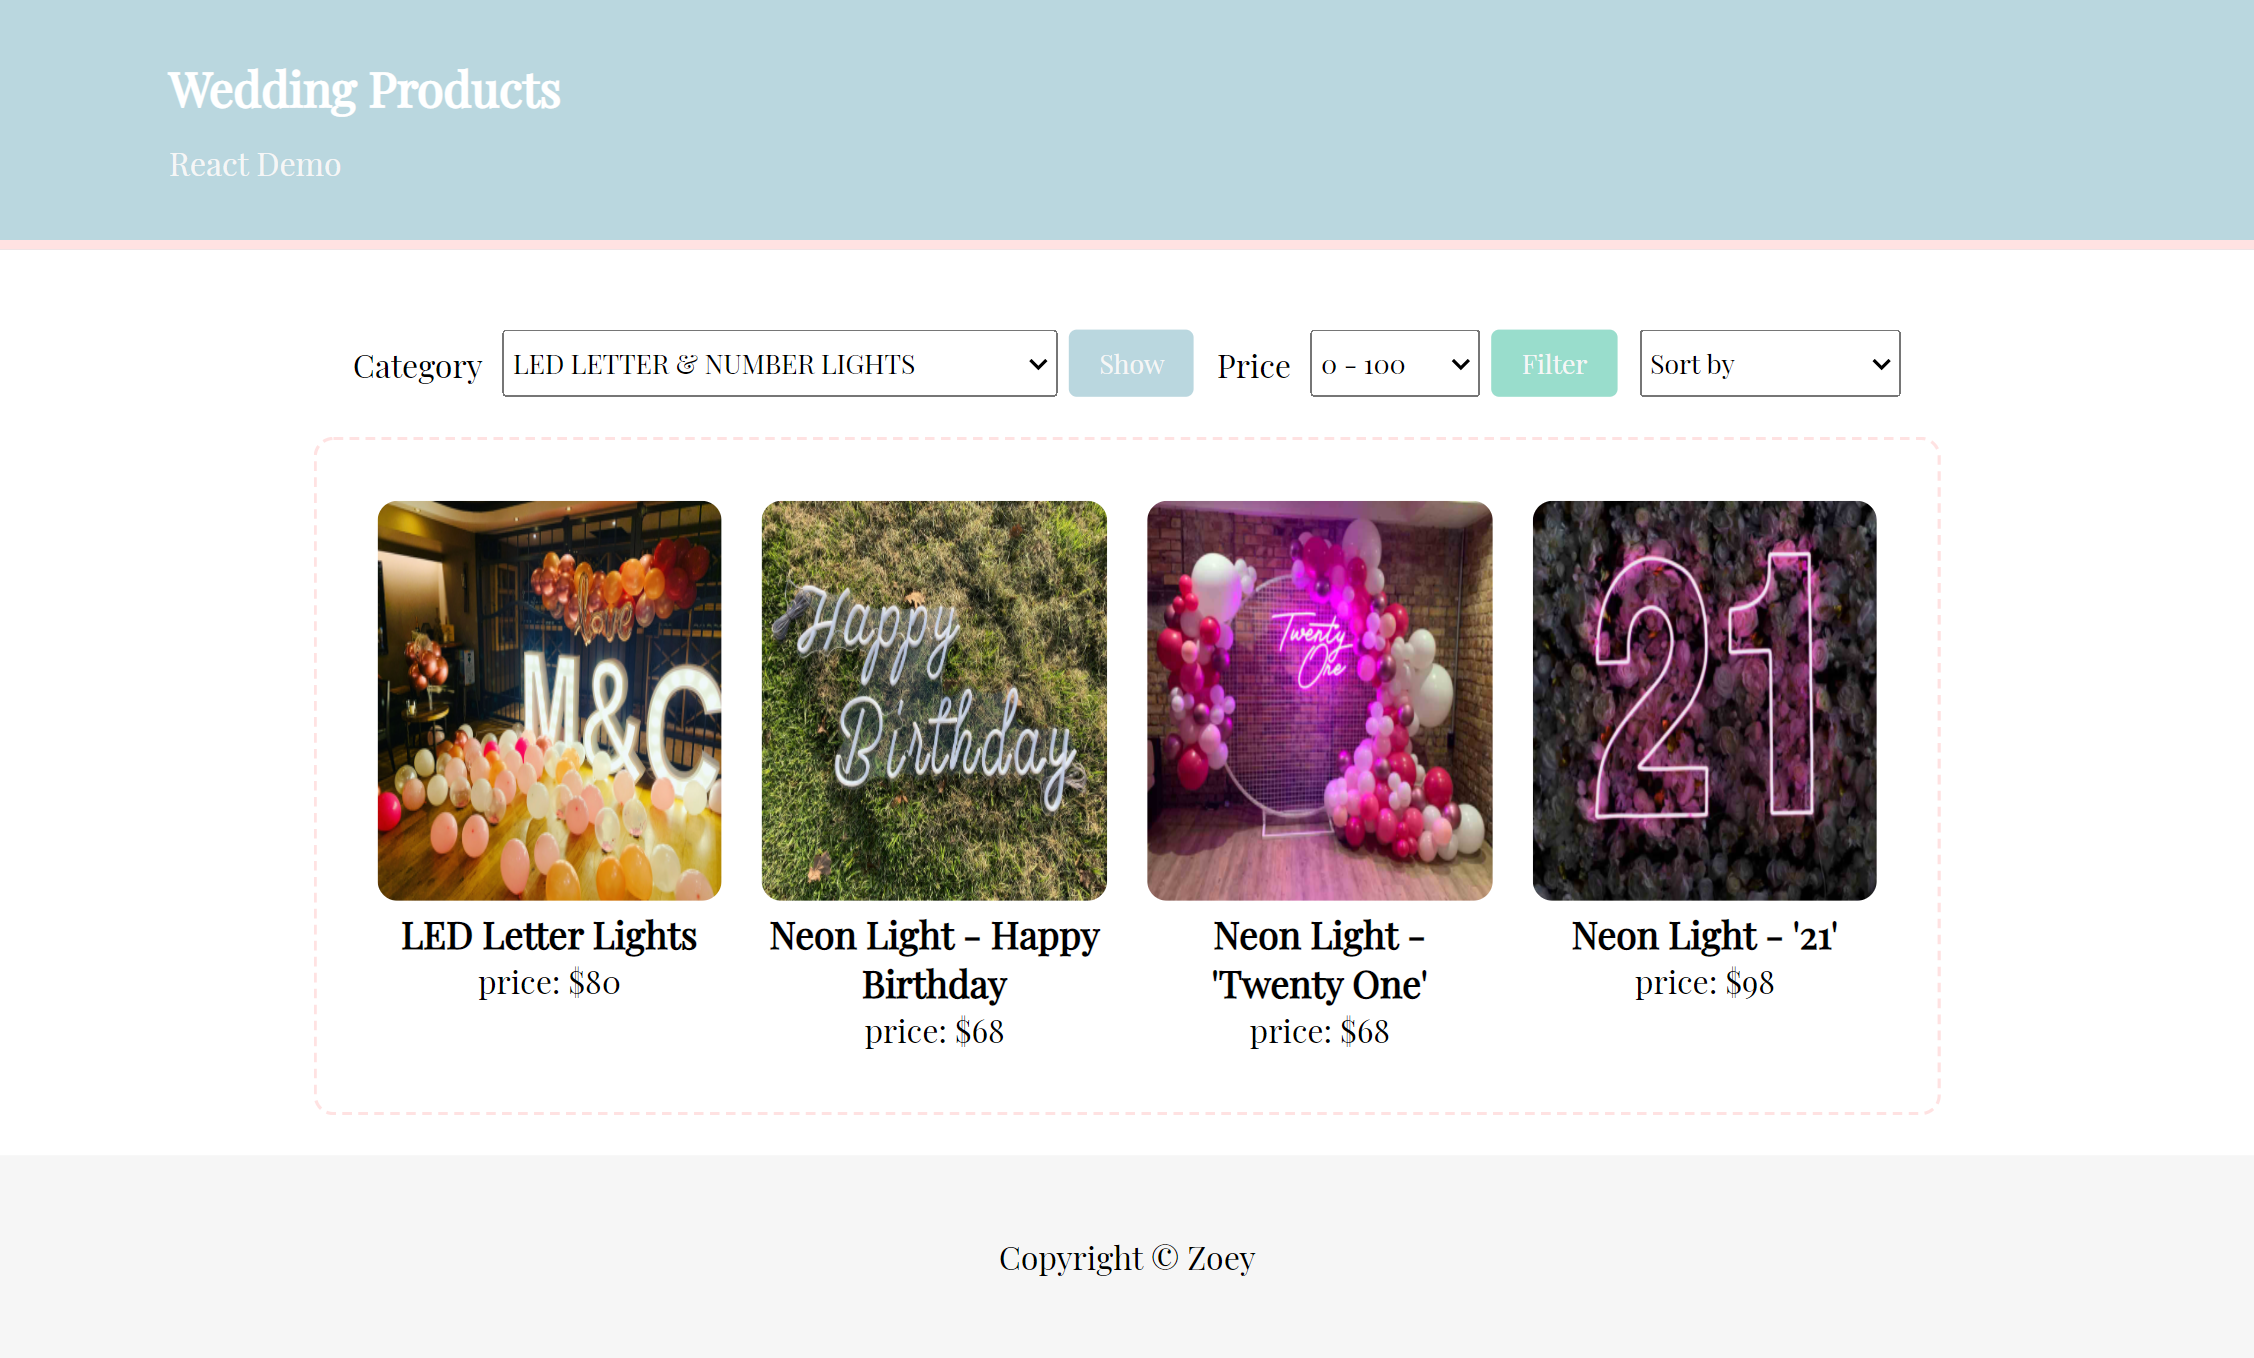 Wedding Products
React Demo
Category LED LETTER & NUMBER LIGHTS Show Price 0 - 100 Filter Sort by
love
M&C
Happy
Birthday
Twenty
One
21
LED Letter Lights
price: $80
Neon Light - Happy
Birthday
price: $68
Neon Light -
'Twenty One'
price: $68
Neon Light - '21'
price: $98
Copyright © Zoey